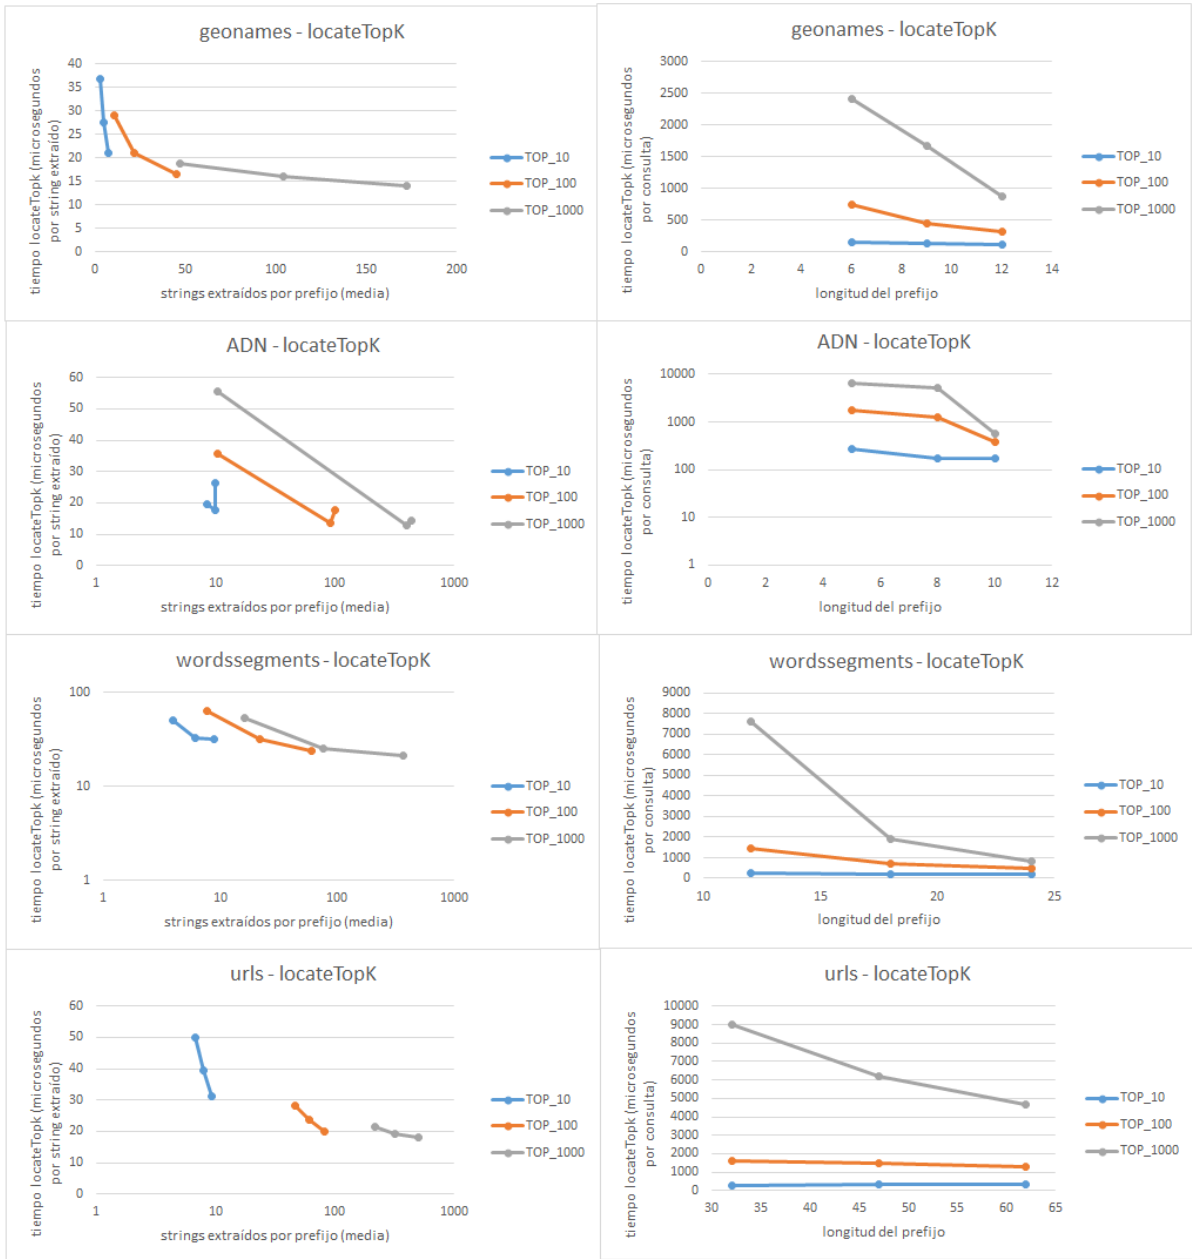 geonames - locateTopK
tiempo locateTopk (microsegundos
por string extraído)
40
35
30
25
20
15
10
5
0
0 50 100 150 200
strings extraídos por prefijo (media)
TOP_10
TOP_100
TOP_1000
geonames - locateTopK
tiempo locateTopk (microsegundos
por consulta)
3000
2500
2000
1500
1000
500
0
0 2 4 6 8 10 12 14
longitud del prefijo
TOP_10
TOP_100
TOP_1000
ADN - locateTopK
tiempo locateTopk (microsegundos
por string extraído)
60
50
40
30
20
10
0
1 10 100 1000
strings extraídos por prefijo (media)
TOP_10
TOP_100
TOP_1000
ADN - locateTopK
tiempo locateTopk (microsegundos
por consulta)
10000
1000
100
10
1
0 2 4 6 8 10 12
longitud del prefijo
TOP_10
TOP_100
TOP_1000
wordssegments - locateTopK
tiempo locateTopk (microsegundos
por string extraído)
100
10
1
1 10 100 1000
strings extraídos por prefijo (media)
TOP_10
TOP_100
TOP_1000
wordssegments - locateTopK
tiempo locateTopk (microsegundos
por consulta)
9000
8000
7000
6000
5000
4000
3000
2000
1000
0
10 15 20 25
longitud del prefijo
TOP_10
TOP_100
TOP_1000
urls - locateTopK
tiempo locateTopk (microsegundos
por string extraído)
60
50
40
30
20
10
0
1 10 100 1000
strings extraídos por prefijo (media)
TOP_10
TOP_100
TOP_1000
urls - locateTopK
tiempo locateTopk (microsegundos
por consulta)
10000
9000
8000
7000
6000
5000
4000
3000
2000
1000
0
30 35 40 45 50 55 60 65
longitud del prefijo
TOP_10
TOP_100
TOP_1000